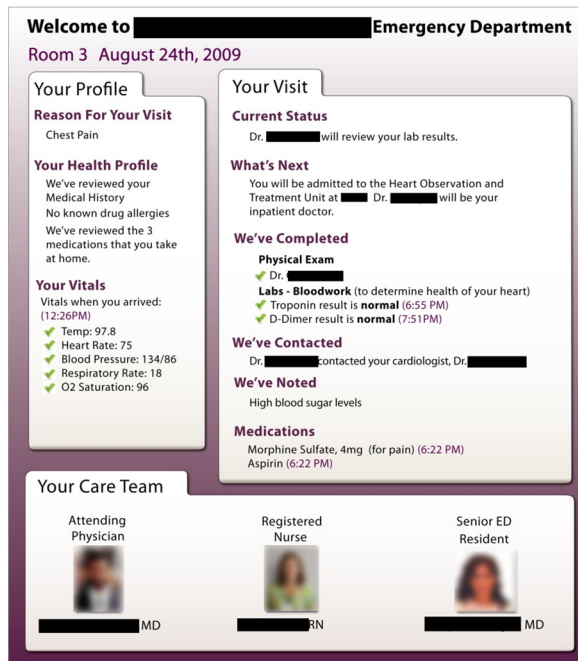 Welcome to Emergency Department
Room 3 August 24th, 2009
Your Profile
Reason For Your Visit
Chest Pain
Your Health Profile
We've reviewed your
Medical History
No known drug allergies
We've reviewed the 3
medications that you take
at home.
Your Vitals
Vitals when you arrived:
(12:26PM)
Temp: 97.8
Heart Rate: 75
Blood Pressure: 134/86
Respiratory Rate: 18
O2 Saturation: 96
Your Visit
Current Status
Dr. will review your lab results.
What's Next
You will be admitted to the Heart Observation and
Treatment Unit at Dr. will be your
inpatient doctor.
We've Completed
Physical Exam
Dr.
Labs - Bloodwork (to determine health of your heart)
Troponin result is normal (6:55 PM)
D-Dimer result is normal (7:51PM)
We've Contacted
Dr. contacted your cardiologist, Dr.
We've Noted
High blood sugar levels
Medications
Morphine Sulfate, 4mg (for pain) (6:22 PM)
Aspirin (6:22 PM)
Your Care Team
Attending
Physician
MD
Registered
Nurse
RN
Senior ED
Resident
MD